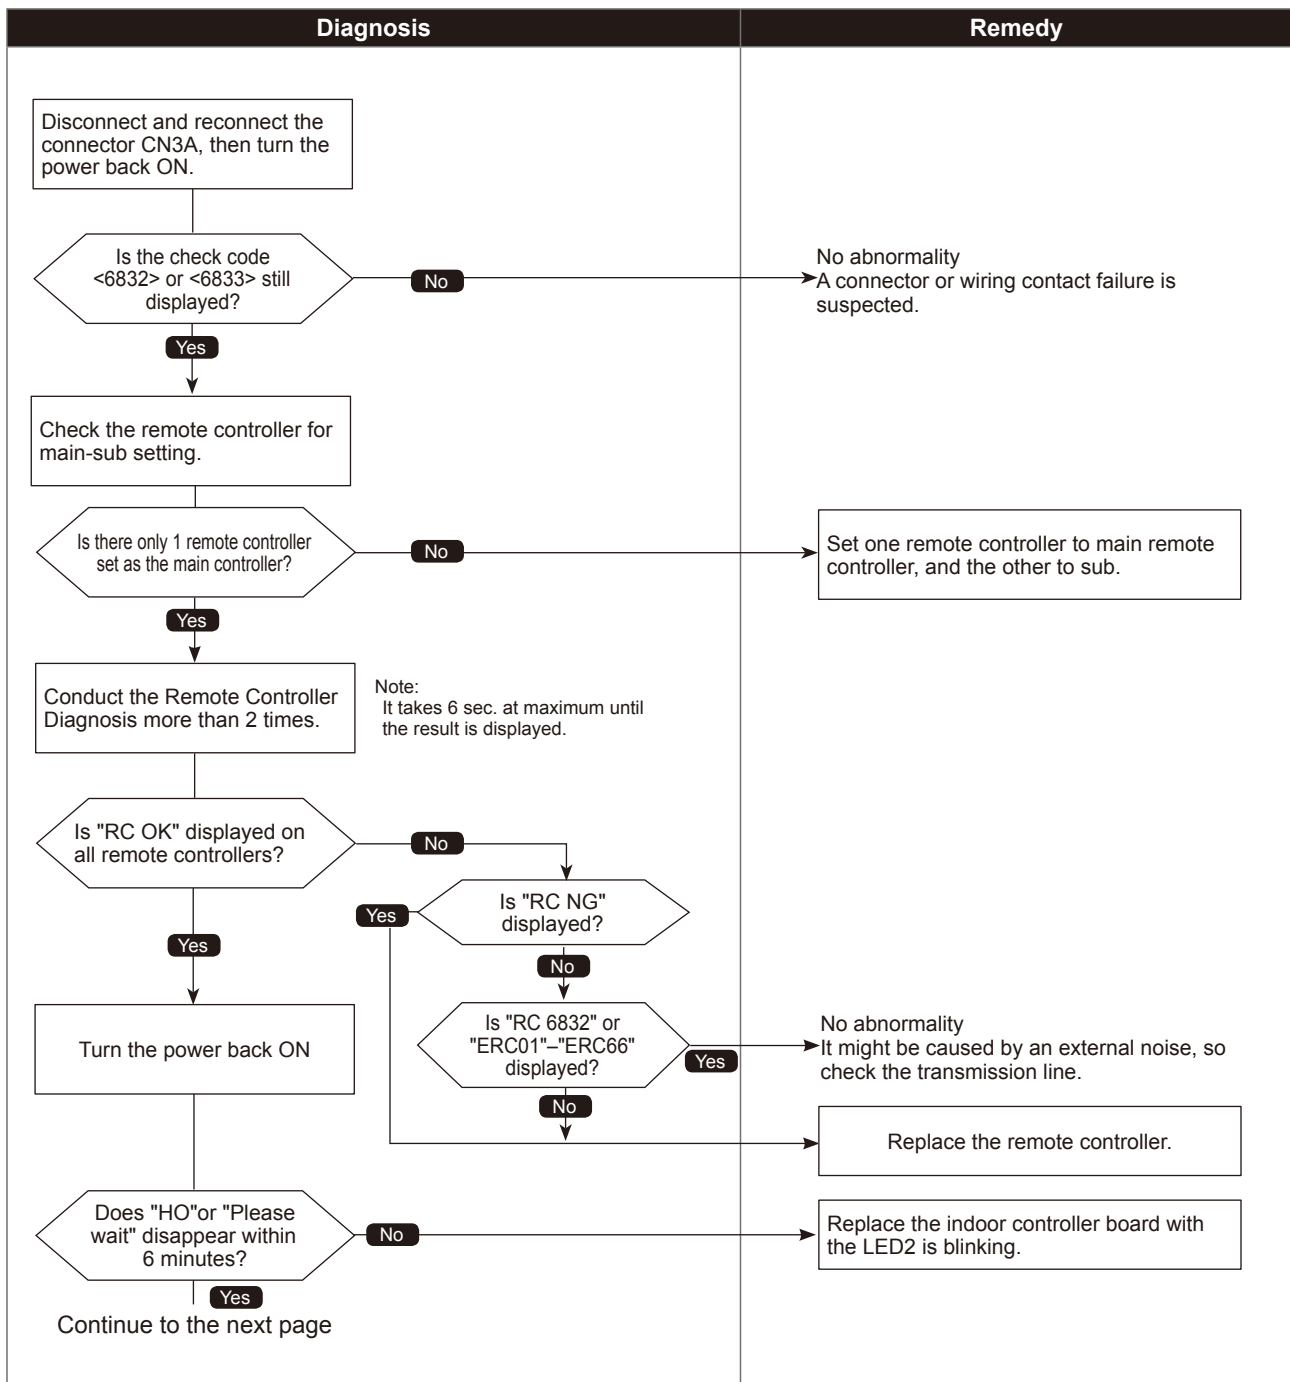 Diagnosis
Remedy
Disconnect and reconnect the
connector CN3A, then turn the
power back ON.
Is the check code
<6832> or <6833> still
displayed?
No
No abnormality
A connector or wiring contact failure is
suspected.
Yes
Check the remote controller for
main-sub setting.
Is there only 1 remote controller
set as the main controller?
No
Set one remote controller to main remote
controller, and the other to sub.
Yes
Conduct the Remote Controller
Diagnosis more than 2 times.
Note:
It takes 6 sec. at maximum until
the result is displayed.
Is "RC OK" displayed on
all remote controllers?
No
Is "RC NG"
displayed?
Yes
Yes
No
Turn the power back ON
Is "RC 6832" or
"ERC01"–"ERC66"
displayed?
Yes
No abnormality
It might be caused by an external noise, so
check the transmission line.
No
Replace the remote controller.
Does "HO"or "Please
wait" disappear within
6 minutes?
No
Replace the indoor controller board with
the LED2 is blinking.
Yes
Continue to the next page